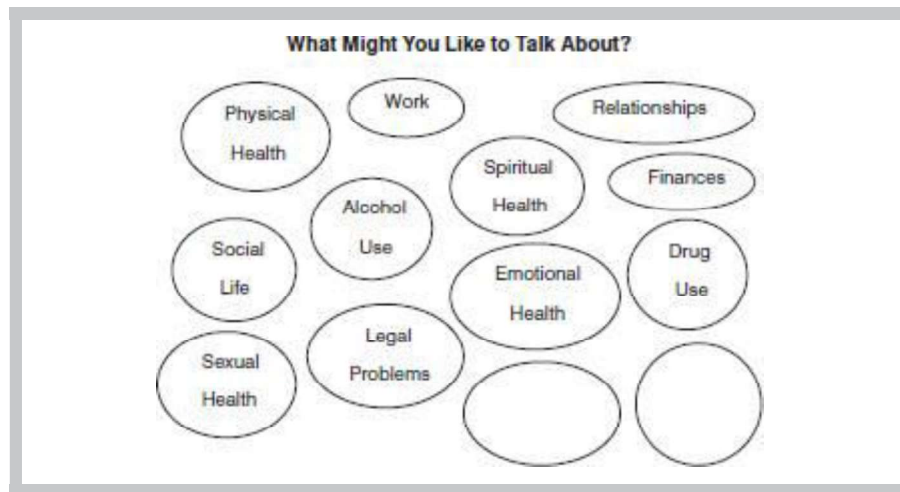 What Might You Like to Talk About?
Physical
Health
Work
Relationships
Spiritual
Health
Finances
Alcohol
Use
Social
Life
Emotional
Health
Drug
Use
Sexual
Health
Legal
Problems